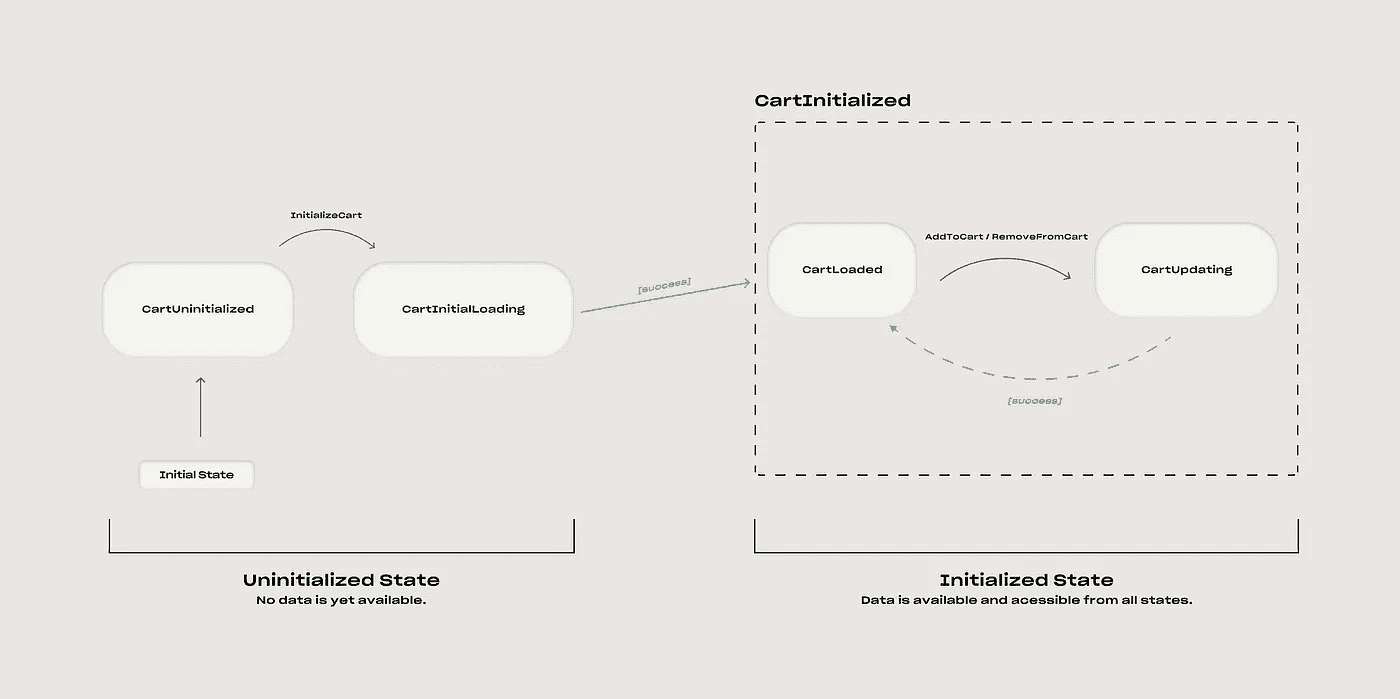 CartInitialized
InitializeCart
AddToCart / RemoveFromCart
CartLoaded
CartUpdating
[success]
CartUninitialized
CartInitialLoading
[success]
Initial State
Uninitialized State
No data is yet available.
Initialized State
Data is available and acessible from all states.